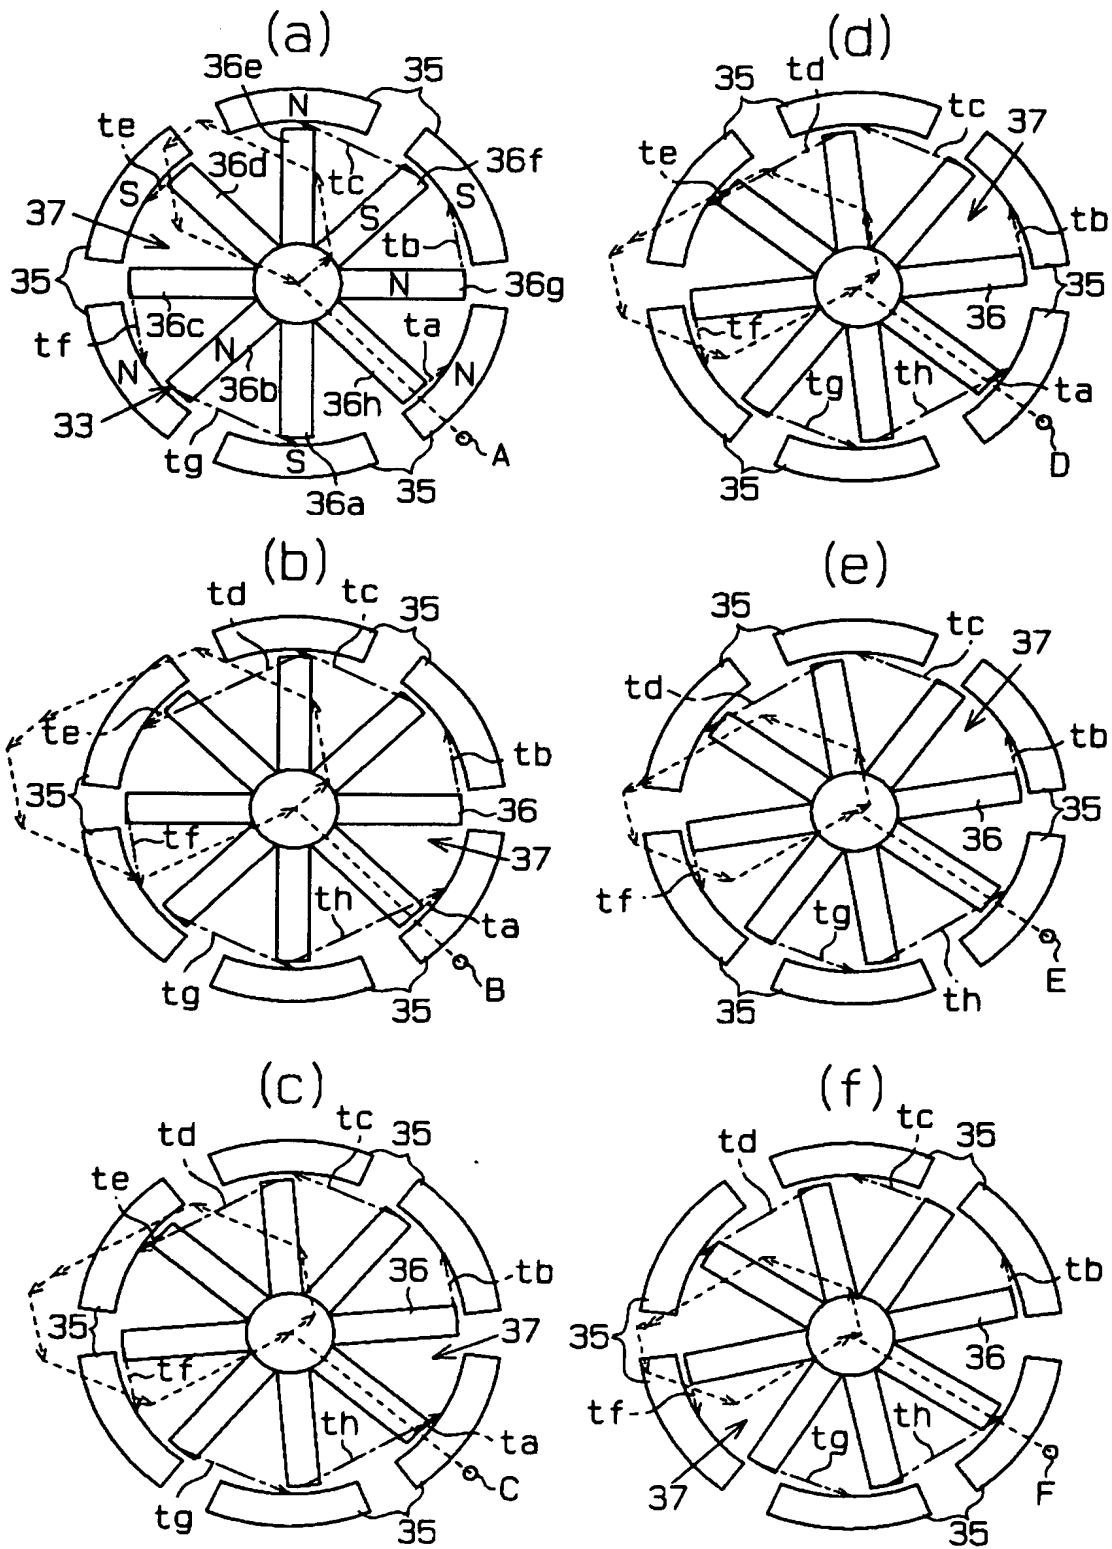 (a)
36e
35
N
te
36d
tc
36f
S
S
S
37
tb
35
N
36g
36c
ta
tf
N
N
36b
36h
N
33
tg
S
35
A
36a
(d)
35
td
tc
37
te
tb
35
36
tf
tg
th
ta
35
D
(b)
td
tc
35
te
tb
35
36
tf
37
th
ta
tg
35
B
(e)
35
tc
37
td
tb
35
36
tf
tg
35
th
E
(c)
td
tc
35
te
36
tb
35
37
tf
th
ta
tg
35
C
(f)
td
tc
35
tb
35
36
tf
th
tg
37
35
F